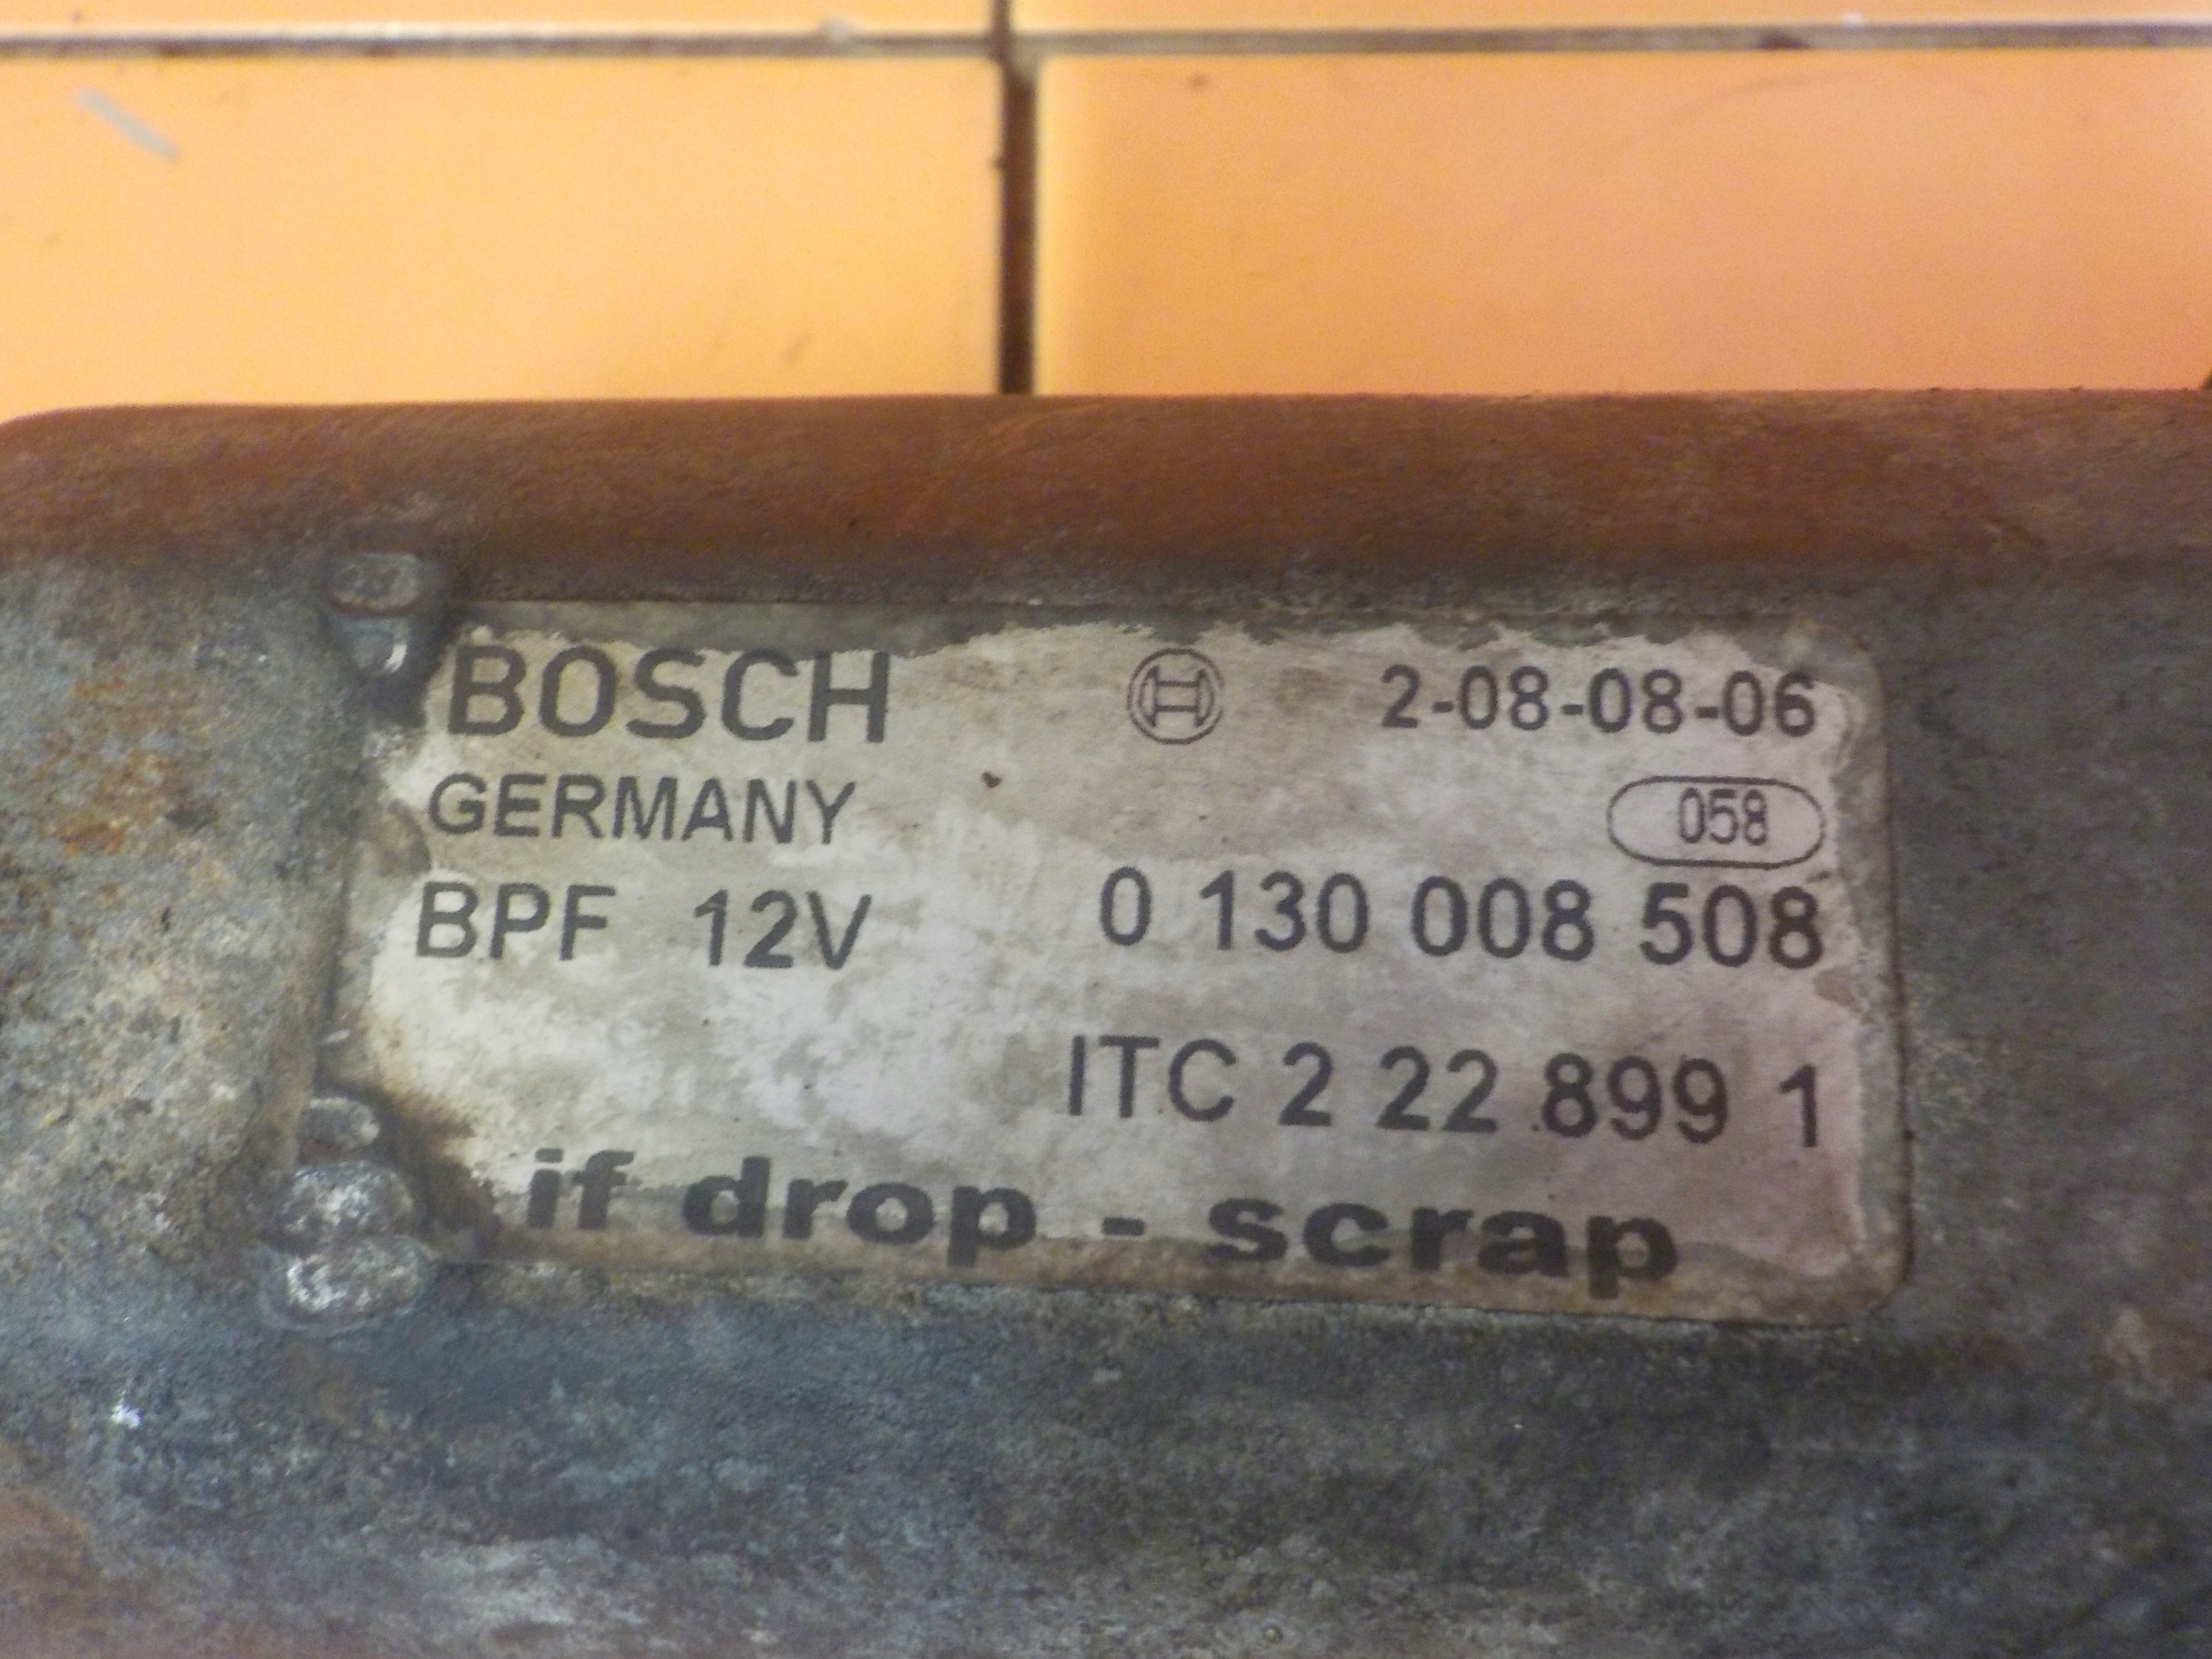 BOSCH 2-08-08-06
GERMANY 058
BPF 12V 0 130 008 508
ITC 2 22 899 1
if drop - scrap